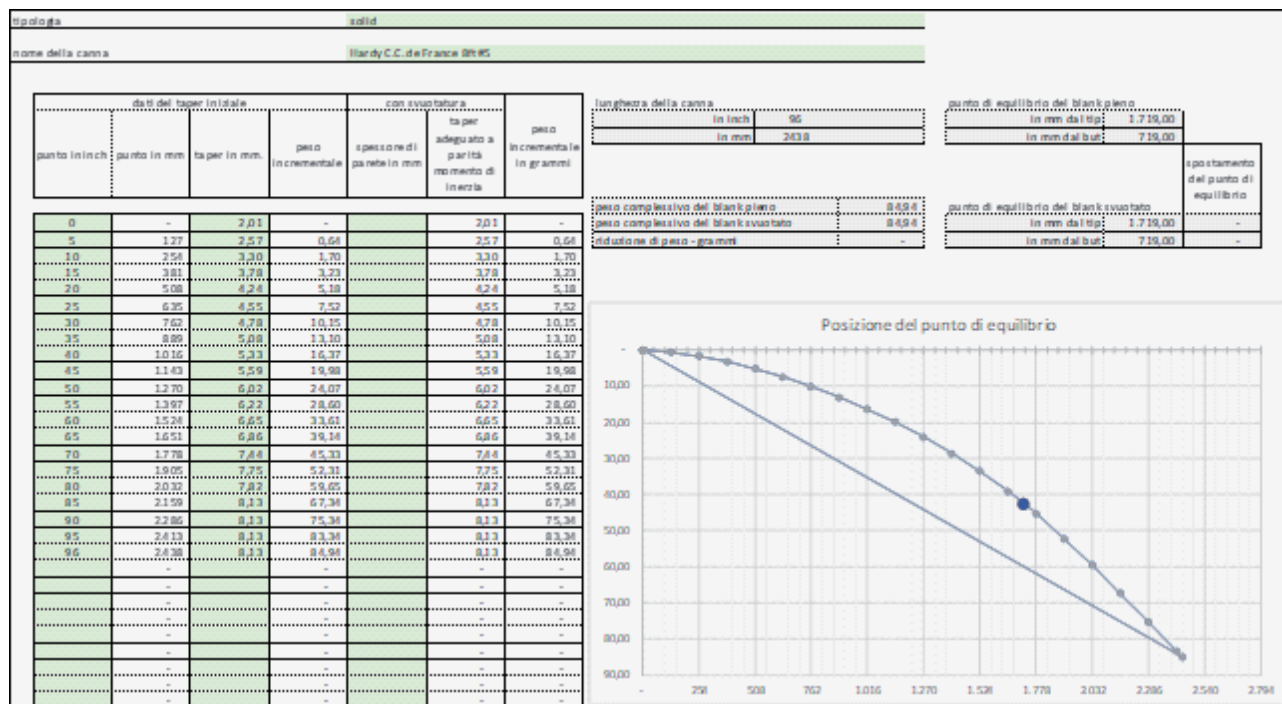 tipologia solid
nome della canna Hardy C.C. de France 8ft #5
dati del taper iniziale con svuotatura
punto in inch punto in mm taper in mm. peso incrementale spessore di parete in mm taper adeguato a parità momento di inerzia peso incrementale in grammi
0 - 2,01 2,01 -
5 127 2,57 0,64 2,57 0,64
10 254 3,30 1,70 3,30 1,70
15 381 3,78 3,23 3,78 3,23
20 508 4,24 5,18 4,24 5,18
25 635 4,55 7,52 4,55 7,52
30 762 4,78 10,15 4,78 10,15
35 889 5,08 13,10 5,08 13,10
40 1.016 5,33 16,37 5,33 16,37
45 1.143 5,59 19,98 5,59 19,98
50 1.270 6,02 24,07 6,02 24,07
55 1.397 6,22 28,60 6,22 28,60
60 1.524 6,65 33,61 6,65 33,61
65 1.651 6,86 39,14 6,86 39,14
70 1.778 7,44 45,33 7,44 45,33
75 1.905 7,75 52,31 7,75 52,31
80 2.032 7,82 59,65 7,82 59,65
85 2.159 8,13 67,34 8,13 67,34
90 2.286 8,13 75,34 8,13 75,34
95 2.413 8,13 83,34 8,13 83,34
96 2.438 8,13 84,94 8,13 84,94
- - - -
- - - -
- - - -
- - - -
- - - -
- - - -
- - - -
- - - -
lunghezza della canna
in inch 96
in mm 2438
peso complessivo del blank pieno 84,94
peso complessivo del blank svuotato 84,94
riduzione di peso - grammi -
punto di equilibrio del blank pieno
in mm dal tip 1.719,00
in mm dal but 719,00
spostamento del punto di equilibrio
punto di equilibrio del blank svuotato
in mm dal tip 1.719,00 -
in mm dal but 719,00 -
Posizione del punto di equilibrio
-
10,00
20,00
30,00
40,00
50,00
60,00
70,00
80,00
90,00
- 254 508 762 1.016 1.270 1.524 1.778 2.032 2.286 2.540 2.794